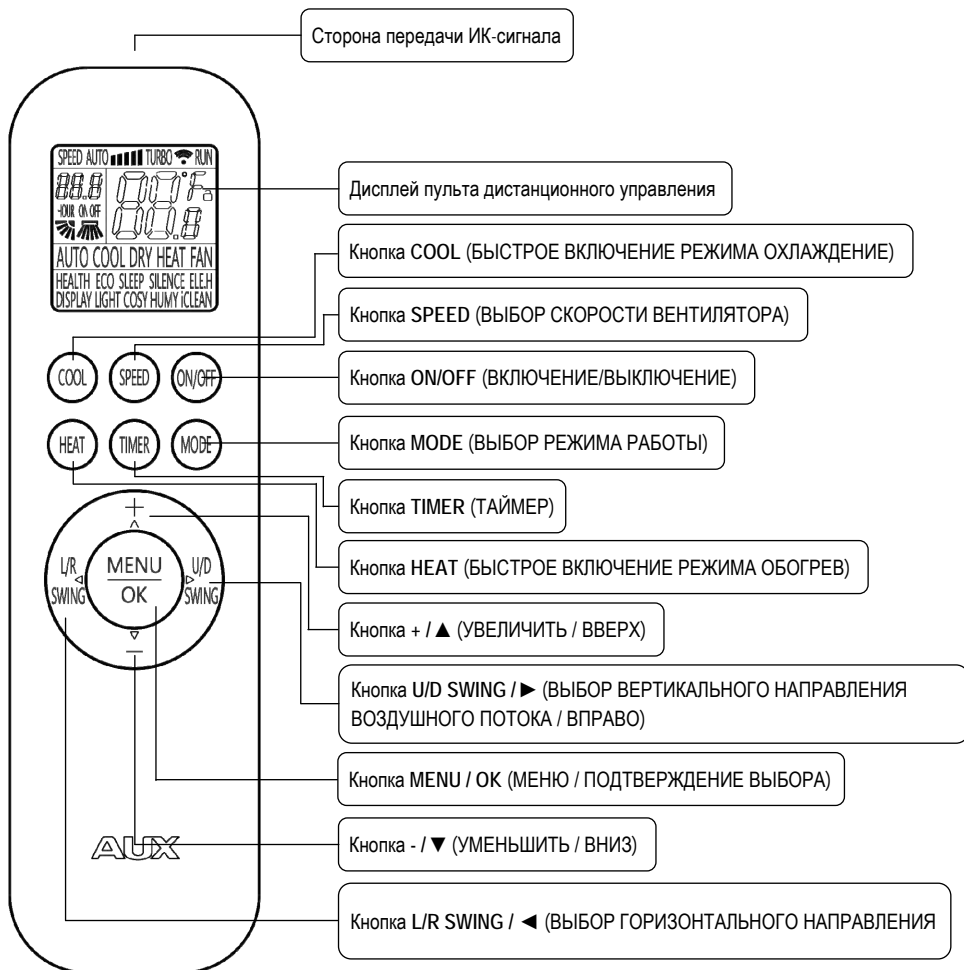 Сторона передачи ИК-сигнала
SPEED AUTO TURBO RUN
88.8 88°F
HOUR ON OFF 88.8
AUTO COOL DRY HEAT FAN
HEALTH ECO SLEEP SILENCE ELE.H
DISPLAY LIGHT COSY HUMY iCLEAN
Дисплей пульта дистанционного управления
Кнопка COOL (БЫСТРОЕ ВКЛЮЧЕНИЕ РЕЖИМА ОХЛАЖДЕНИЕ)
Кнопка SPEED (ВЫБОР СКОРОСТИ ВЕНТИЛЯТОРА)
COOL SPEED ON/OFF
Кнопка ON/OFF (ВКЛЮЧЕНИЕ/ВЫКЛЮЧЕНИЕ)
HEAT TIMER MODE
Кнопка MODE (ВЫБОР РЕЖИМА РАБОТЫ)
Кнопка TIMER (ТАЙМЕР)
+
L/R SWING
MENU
OK
U/D SWING
−
Кнопка HEAT (БЫСТРОЕ ВКЛЮЧЕНИЕ РЕЖИМА ОБОГРЕВ)
Кнопка + / ▲ (УВЕЛИЧИТЬ / ВВЕРХ)
Кнопка U/D SWING / ► (ВЫБОР ВЕРТИКАЛЬНОГО НАПРАВЛЕНИЯ
ВОЗДУШНОГО ПОТОКА / ВПРАВО)
Кнопка MENU / OK (МЕНЮ / ПОДТВЕРЖДЕНИЕ ВЫБОРА)
AUX
Кнопка - / ▼ (УМЕНЬШИТЬ / ВНИЗ)
Кнопка L/R SWING / ◄ (ВЫБОР ГОРИЗОНТАЛЬНОГО НАПРАВЛЕНИЯ